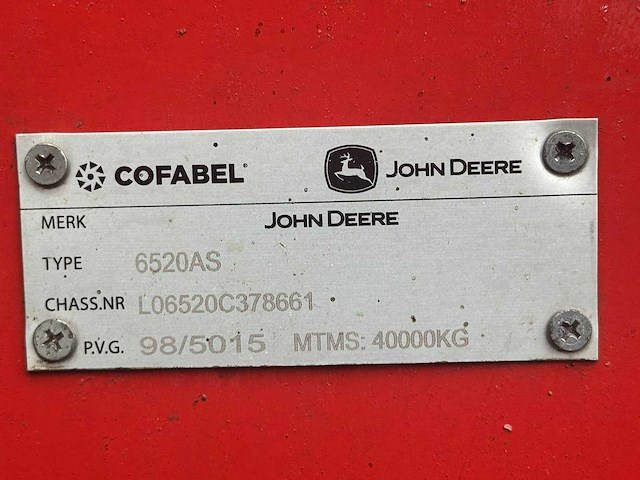 COFABEL JOHN DEERE
MERK JOHN DEERE
TYPE 6520AS
CHASS.NR L06520C378661
P.V.G. 98/5015 MTMS: 40000KG